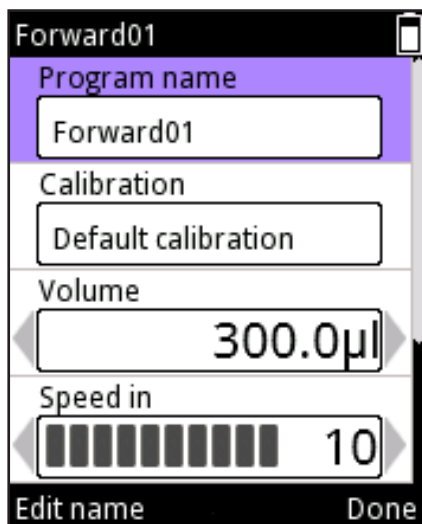 Forward01
Program name
Forward01
Calibration
Default calibration
Volume
300.0µl
Speed in
10
Edit name Done